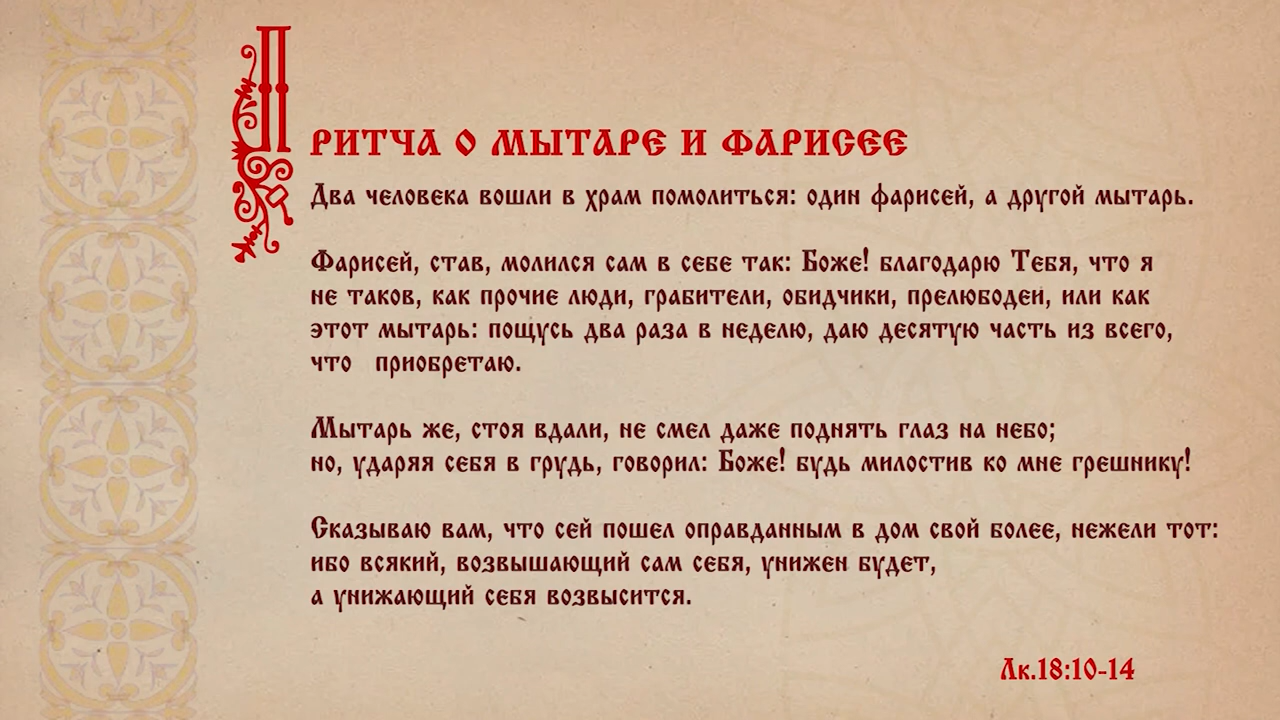 ПРИТЧА О МЫТАРЕ И ФАРИСЕЕ
Два человека вошли в храм помолиться: один фарисей, а другой мытарь.
Фарисей, став, молился сам в себе так: Боже! благодарю Тебя, что я
не таков, как прочие люди, грабители, обидчики, прелюбодеи, или как
этот мытарь: пощусь два раза в неделю, даю десятую часть из всего,
что приобретаю.
Мытарь же, стоя вдали, не смел даже поднять глаз на небо;
но, ударяя себя в грудь, говорил: Боже! будь милостив ко мне грешнику!
Сказываю вам, что сей пошел оправданным в дом свой более, нежели тот:
ибо всякий, возвышающий сам себя, унижен будет,
а унижающий себя возвысится.
Лк.18:10-14